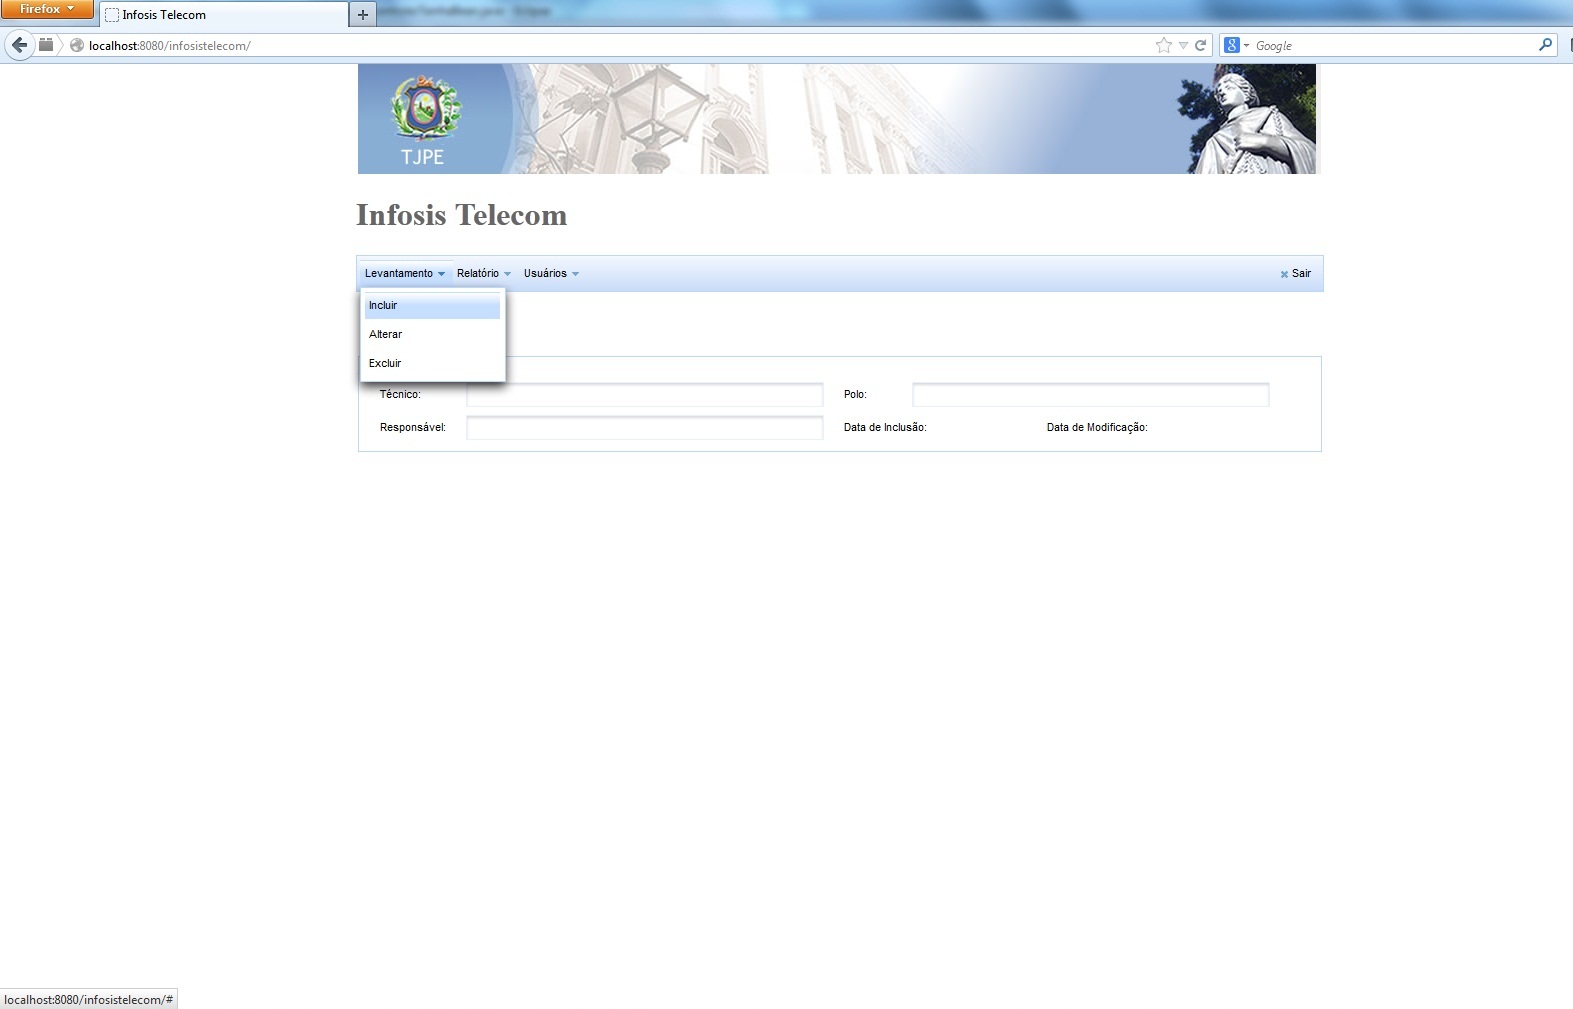 Firefox
Infosis Telecom
+
localhost:8080/infosistelecom/
Google
TJPE
Infosis Telecom
Levantamento Relatório Usuários Sair
Incluir
Alterar
Excluir
Técnico: Polo:
Responsável: Data de Inclusão: Data de Modificação:
localhost:8080/infosistelecom/#